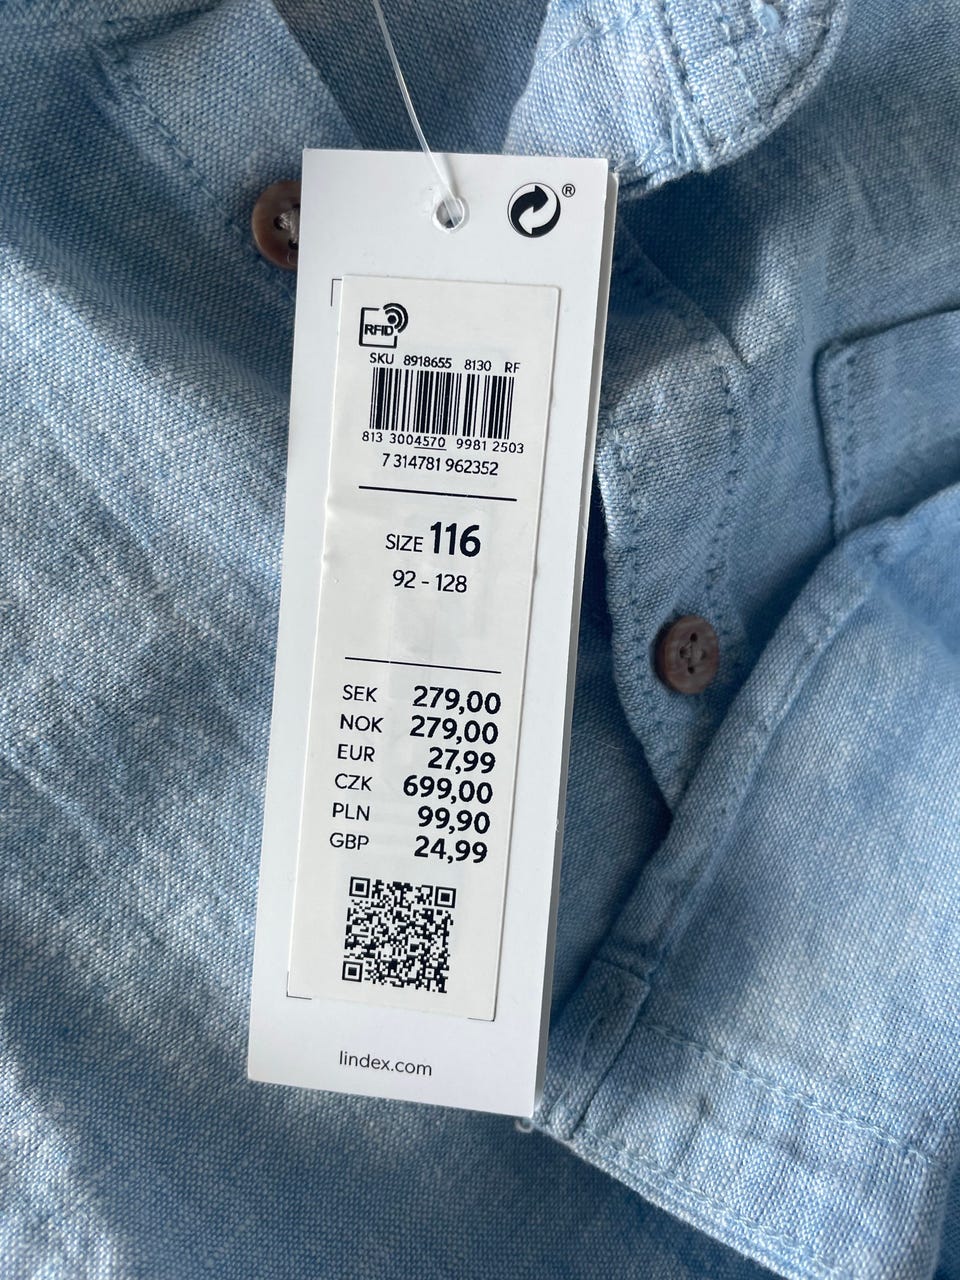 ®
RFID
SKU 8918655 8130 RF
813 3004570 9981 2503
7 314781 962352
SIZE 116
92 - 128
SEK 279,00
NOK 279,00
EUR 27,99
CZK 699,00
PLN 99,90
GBP 24,99
lindex.com